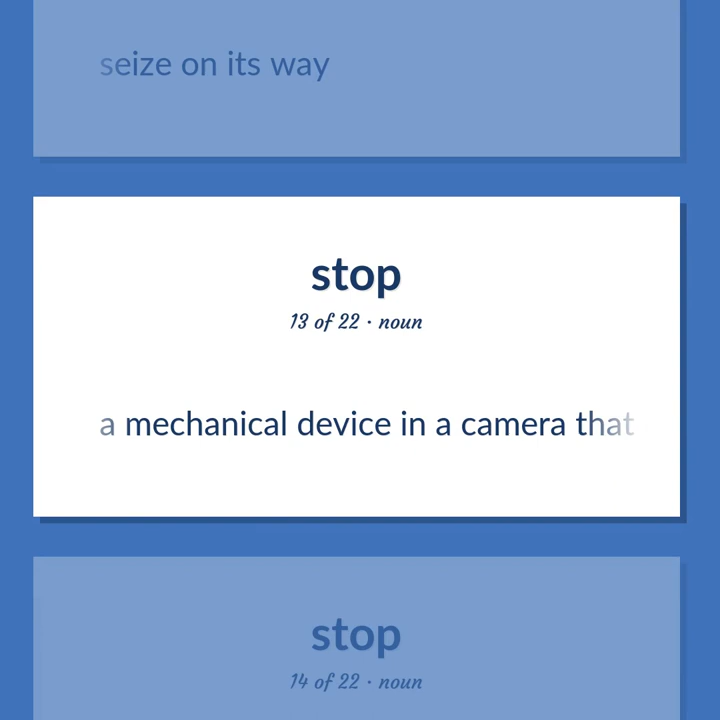 seize on its way
stop
13 of 22 · noun
a mechanical device in a camera that
stop
14 of 22 · noun